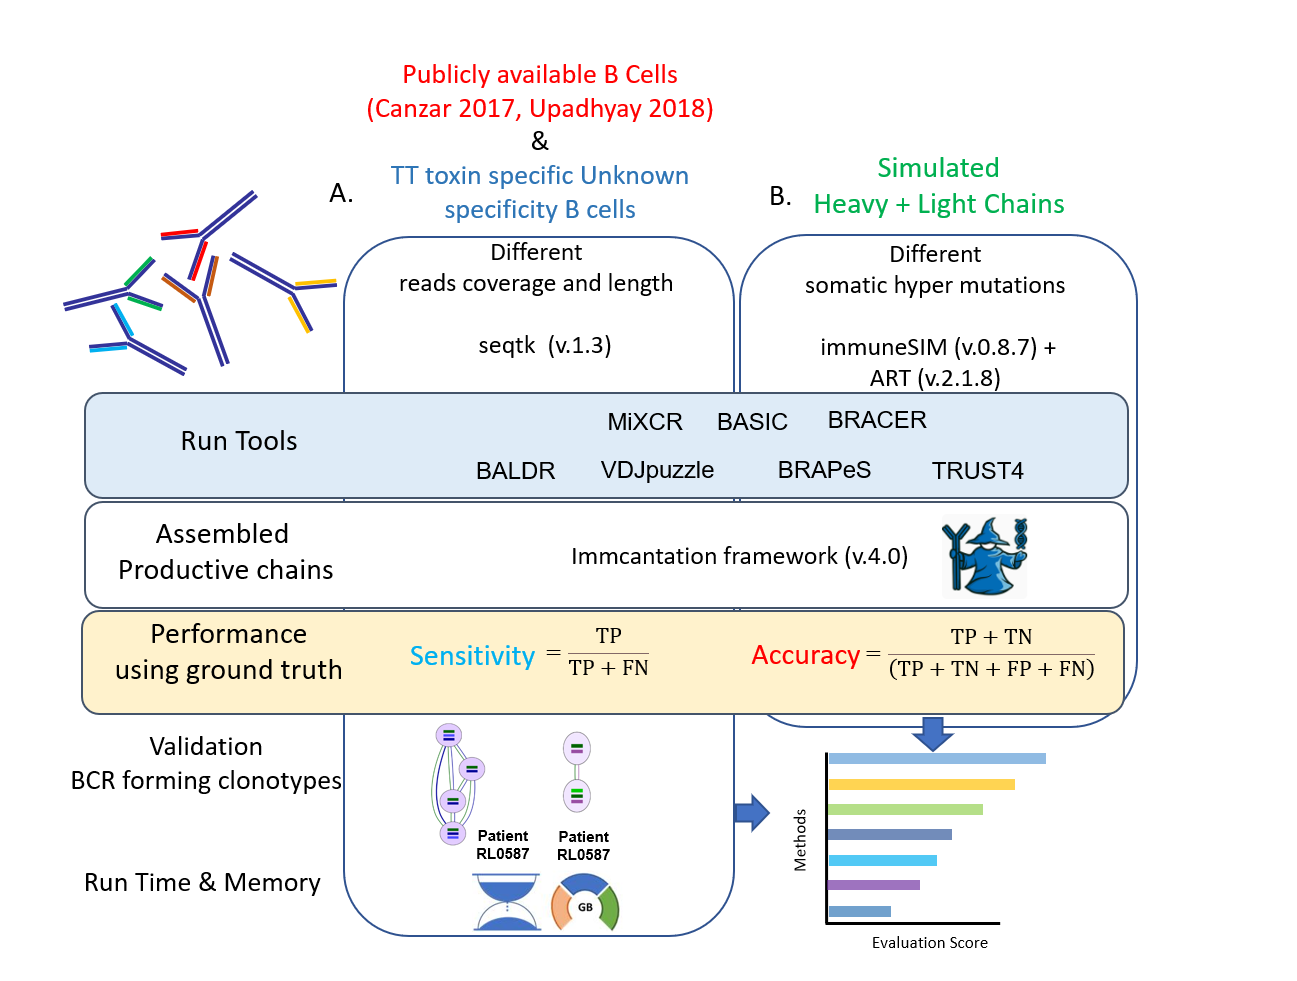 Publicly available B Cells
(Canzar 2017, Upadhyay 2018)
&
TT toxin specific Unknown
specificity B cells
A.
Simulated
Heavy + Light Chains
B.
Different
reads coverage and length
seqtk (v.1.3)
Different
somatic hyper mutations
immuneSIM (v.0.8.7) +
ART (v.2.1.8)
Run Tools
MiXCR BASIC BRACER
BALDR VDJpuzzle BRAPeS TRUST4
Assembled
Productive chains
Immcantation framework (v.4.0)
Performance
using ground truth
Sensitivity = TP
TP + FN
Accuracy = TP + TN
(TP + TN + FP + FN)
Validation
BCR forming clonotypes
Patient
RL0587
Patient
RL0587
Run Time & Memory
GB
Methods
Evaluation Score